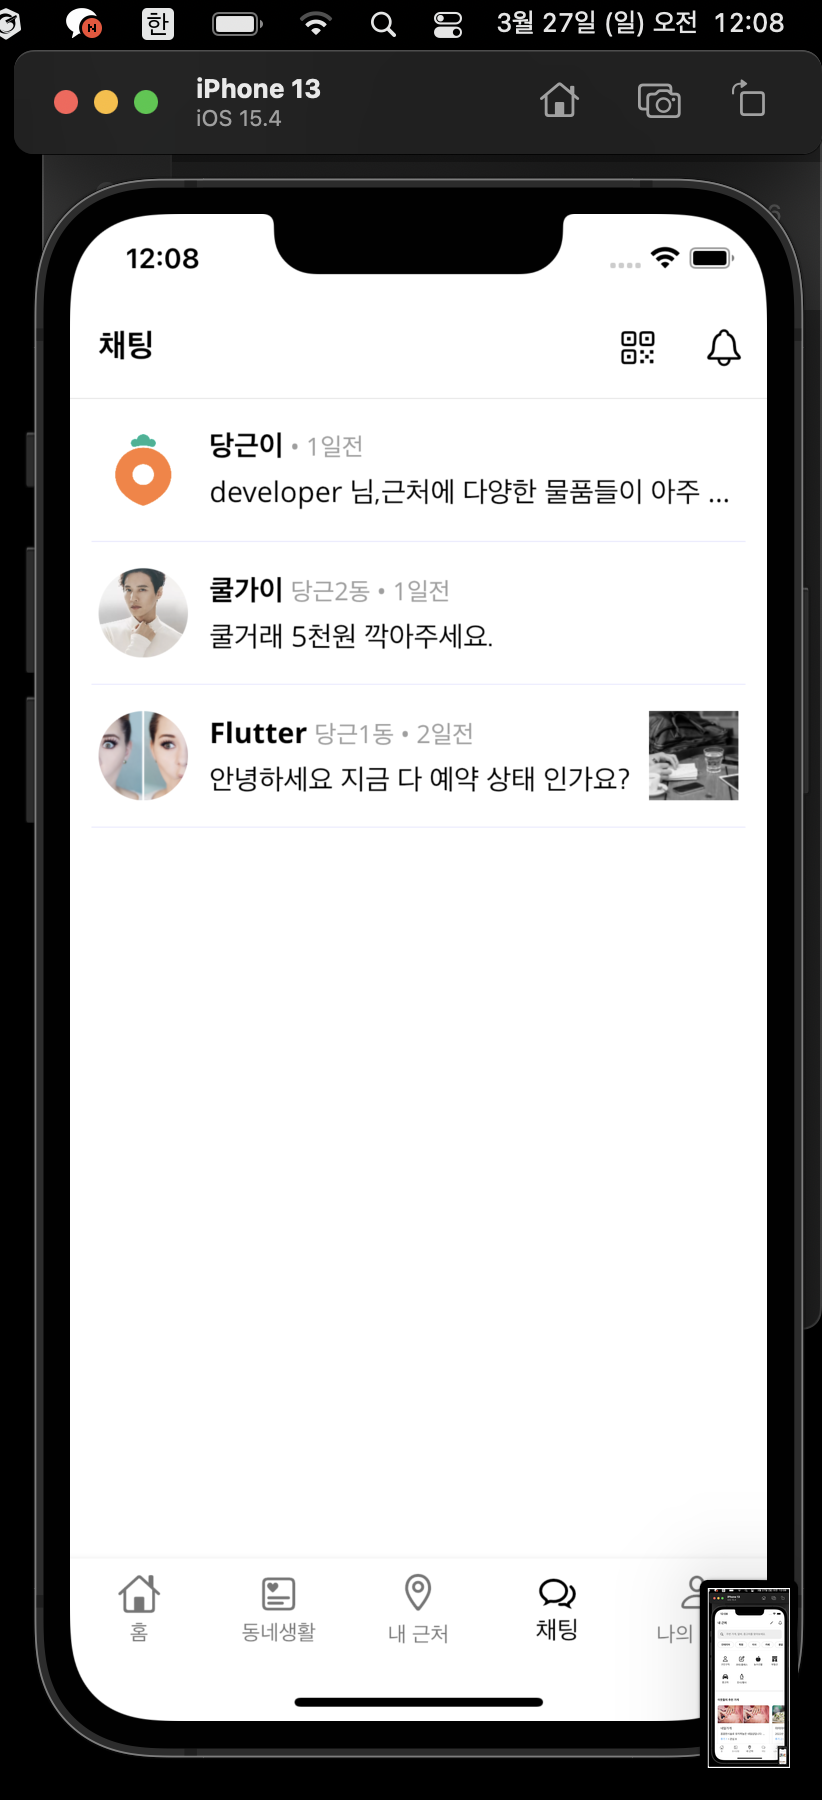 한
3월 27일 (일) 오전 12:08
iPhone 13
iOS 15.4
12:08
채팅
당근이 • 1일전
developer 님,근처에 다양한 물품들이 아주 ...
쿨가이 당근2동 • 1일전
쿨거래 5천원 깍아주세요.
Flutter 당근1동 • 2일전
안녕하세요 지금 다 예약 상태 인가요?
홈 동네생활 내 근처 채팅 나의